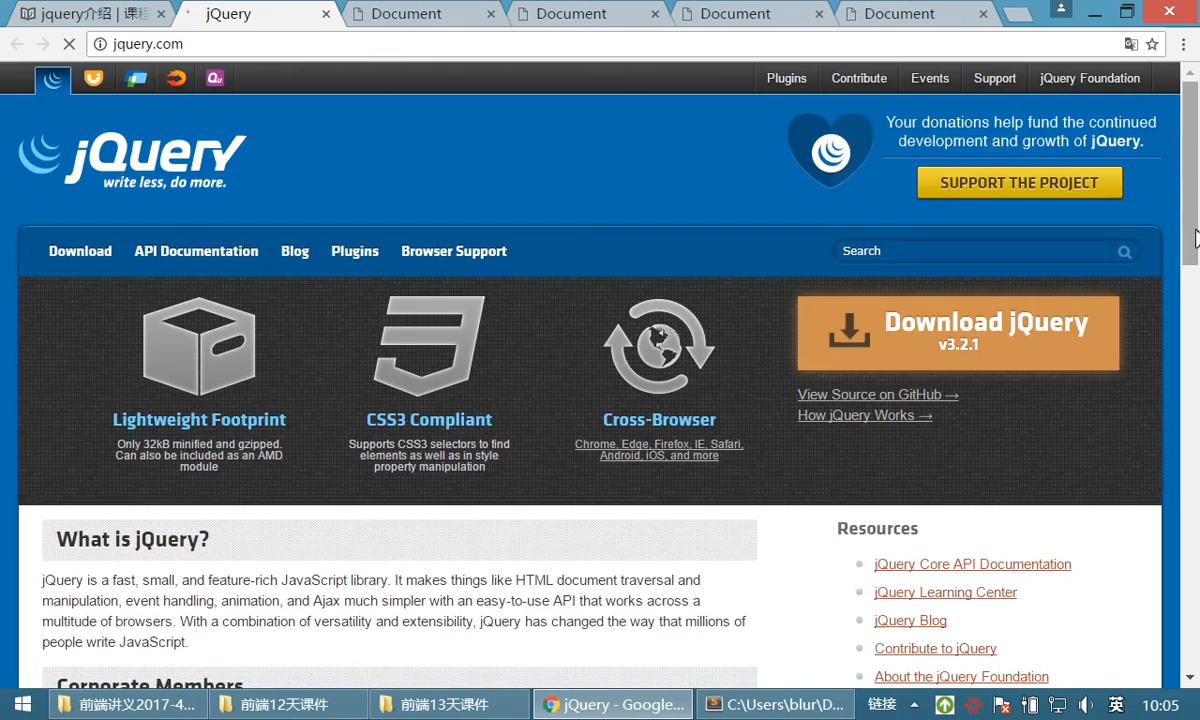 jquery介绍 | 课程
jQuery
Document
Document
Document
Document
jquery.com
Plugins
Contribute
Events
Support
jQuery Foundation
jQuery
write less, do more.
Your donations help fund the continued
development and growth of jQuery.
SUPPORT THE PROJECT
Download
API Documentation
Blog
Plugins
Browser Support
Search
Lightweight Footprint
Only 32kB minified and gzipped.
Can also be included as an AMD
module
CSS3 Compliant
Supports CSS3 selectors to find
elements as well as in style
property manipulation
Cross-Browser
Chrome, Edge, Firefox, IE, Safari,
Android, iOS, and more
Download jQuery
v3.2.1
View Source on GitHub →
How jQuery Works →
What is jQuery?
jQuery is a fast, small, and feature-rich JavaScript library. It makes things like HTML document traversal and
manipulation, event handling, animation, and Ajax much simpler with an easy-to-use API that works across a
multitude of browsers. With a combination of versatility and extensibility, jQuery has changed the way that millions of
people write JavaScript.
Corporate Members
Resources
jQuery Core API Documentation
jQuery Learning Center
jQuery Blog
Contribute to jQuery
About the jQuery Foundation
前端讲义2017-4...
前端12天课件
前端13天课件
jQuery - Google...
C:\Users\blur\D...
链接
英
10:05